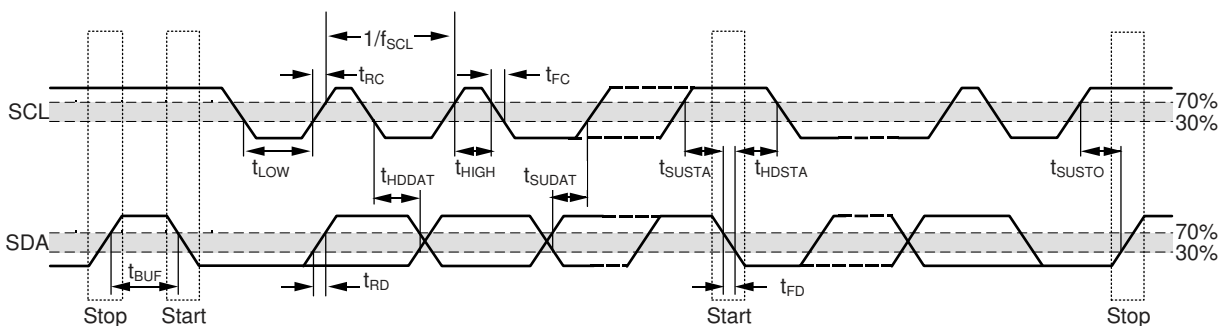 1/fSCL
tRC
tFC
SCL
70%
30%
tLOW
tHDDAT
tHIGH
tSUDAT
tSUSTA
tHDSTA
tSUSTO
SDA
70%
30%
tBUF
tRD
tFD
Stop
Start
Start
Stop